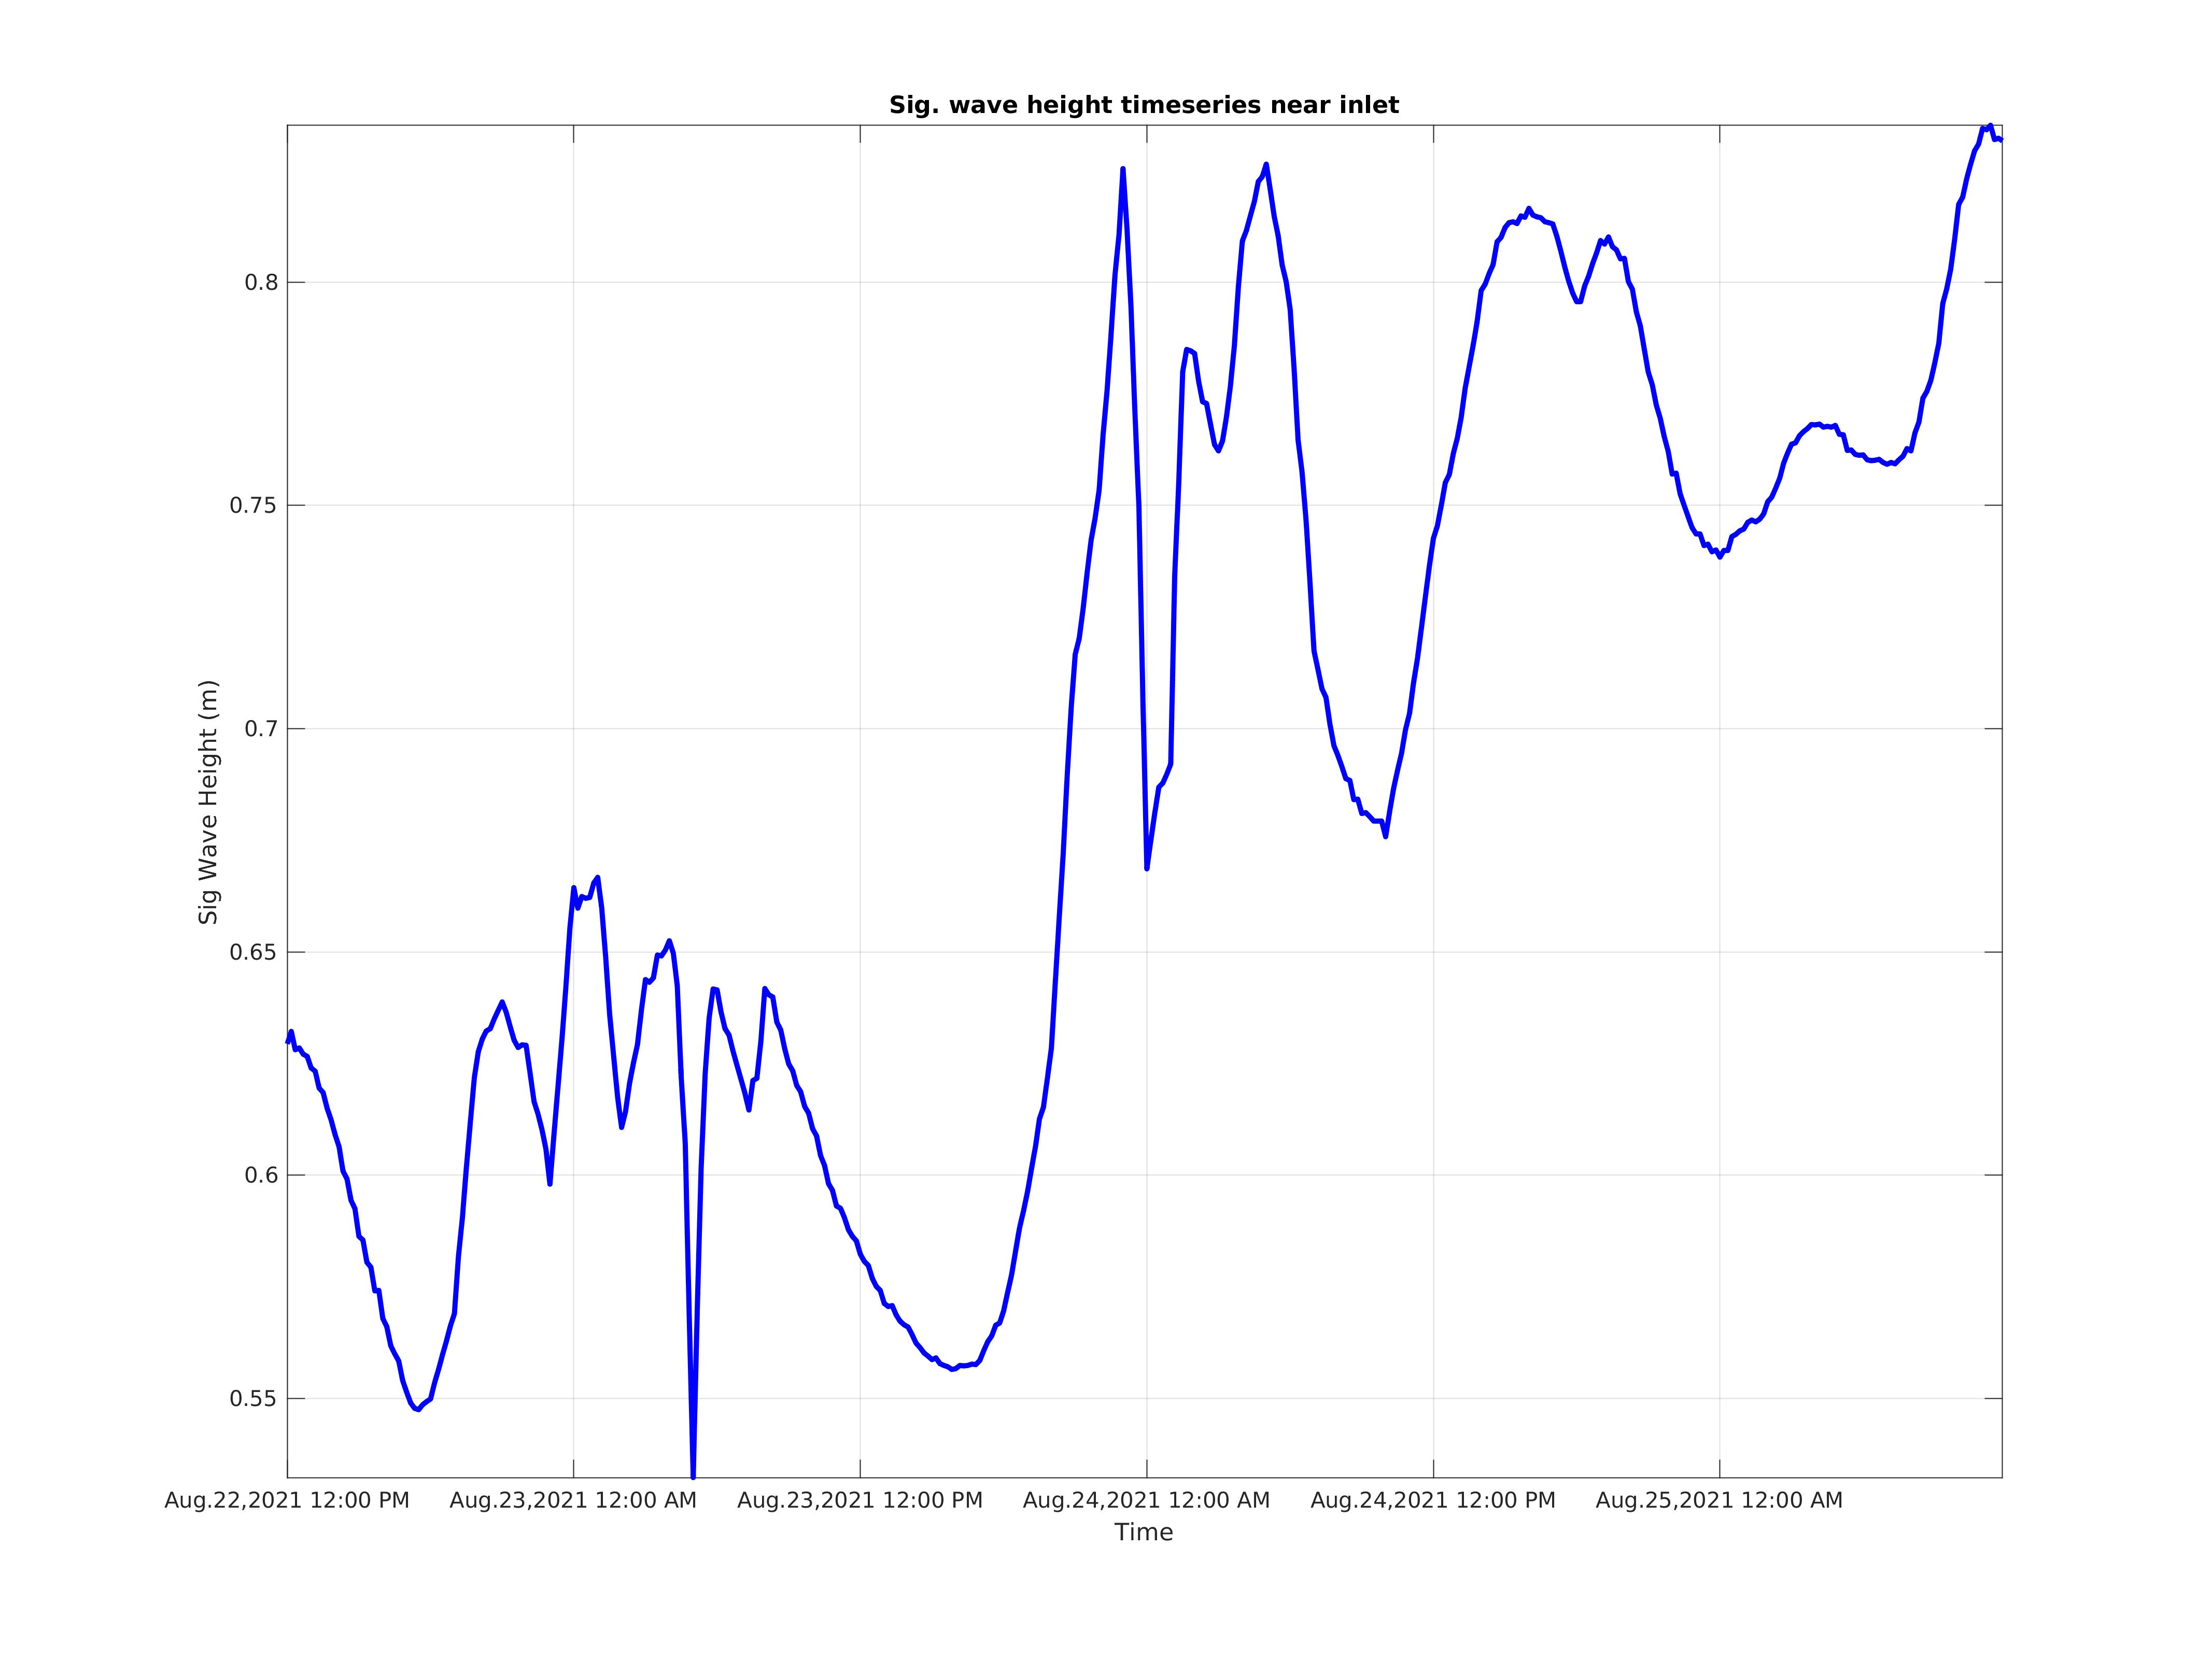 Sig. wave height timeseries near inlet
0.8
0.75
0.7
0.65
0.6
0.55
Sig Wave Height (m)
Aug.22,2021 12:00 PM Aug.23,2021 12:00 AM Aug.23,2021 12:00 PM Aug.24,2021 12:00 AM Aug.24,2021 12:00 PM Aug.25,2021 12:00 AM
Time